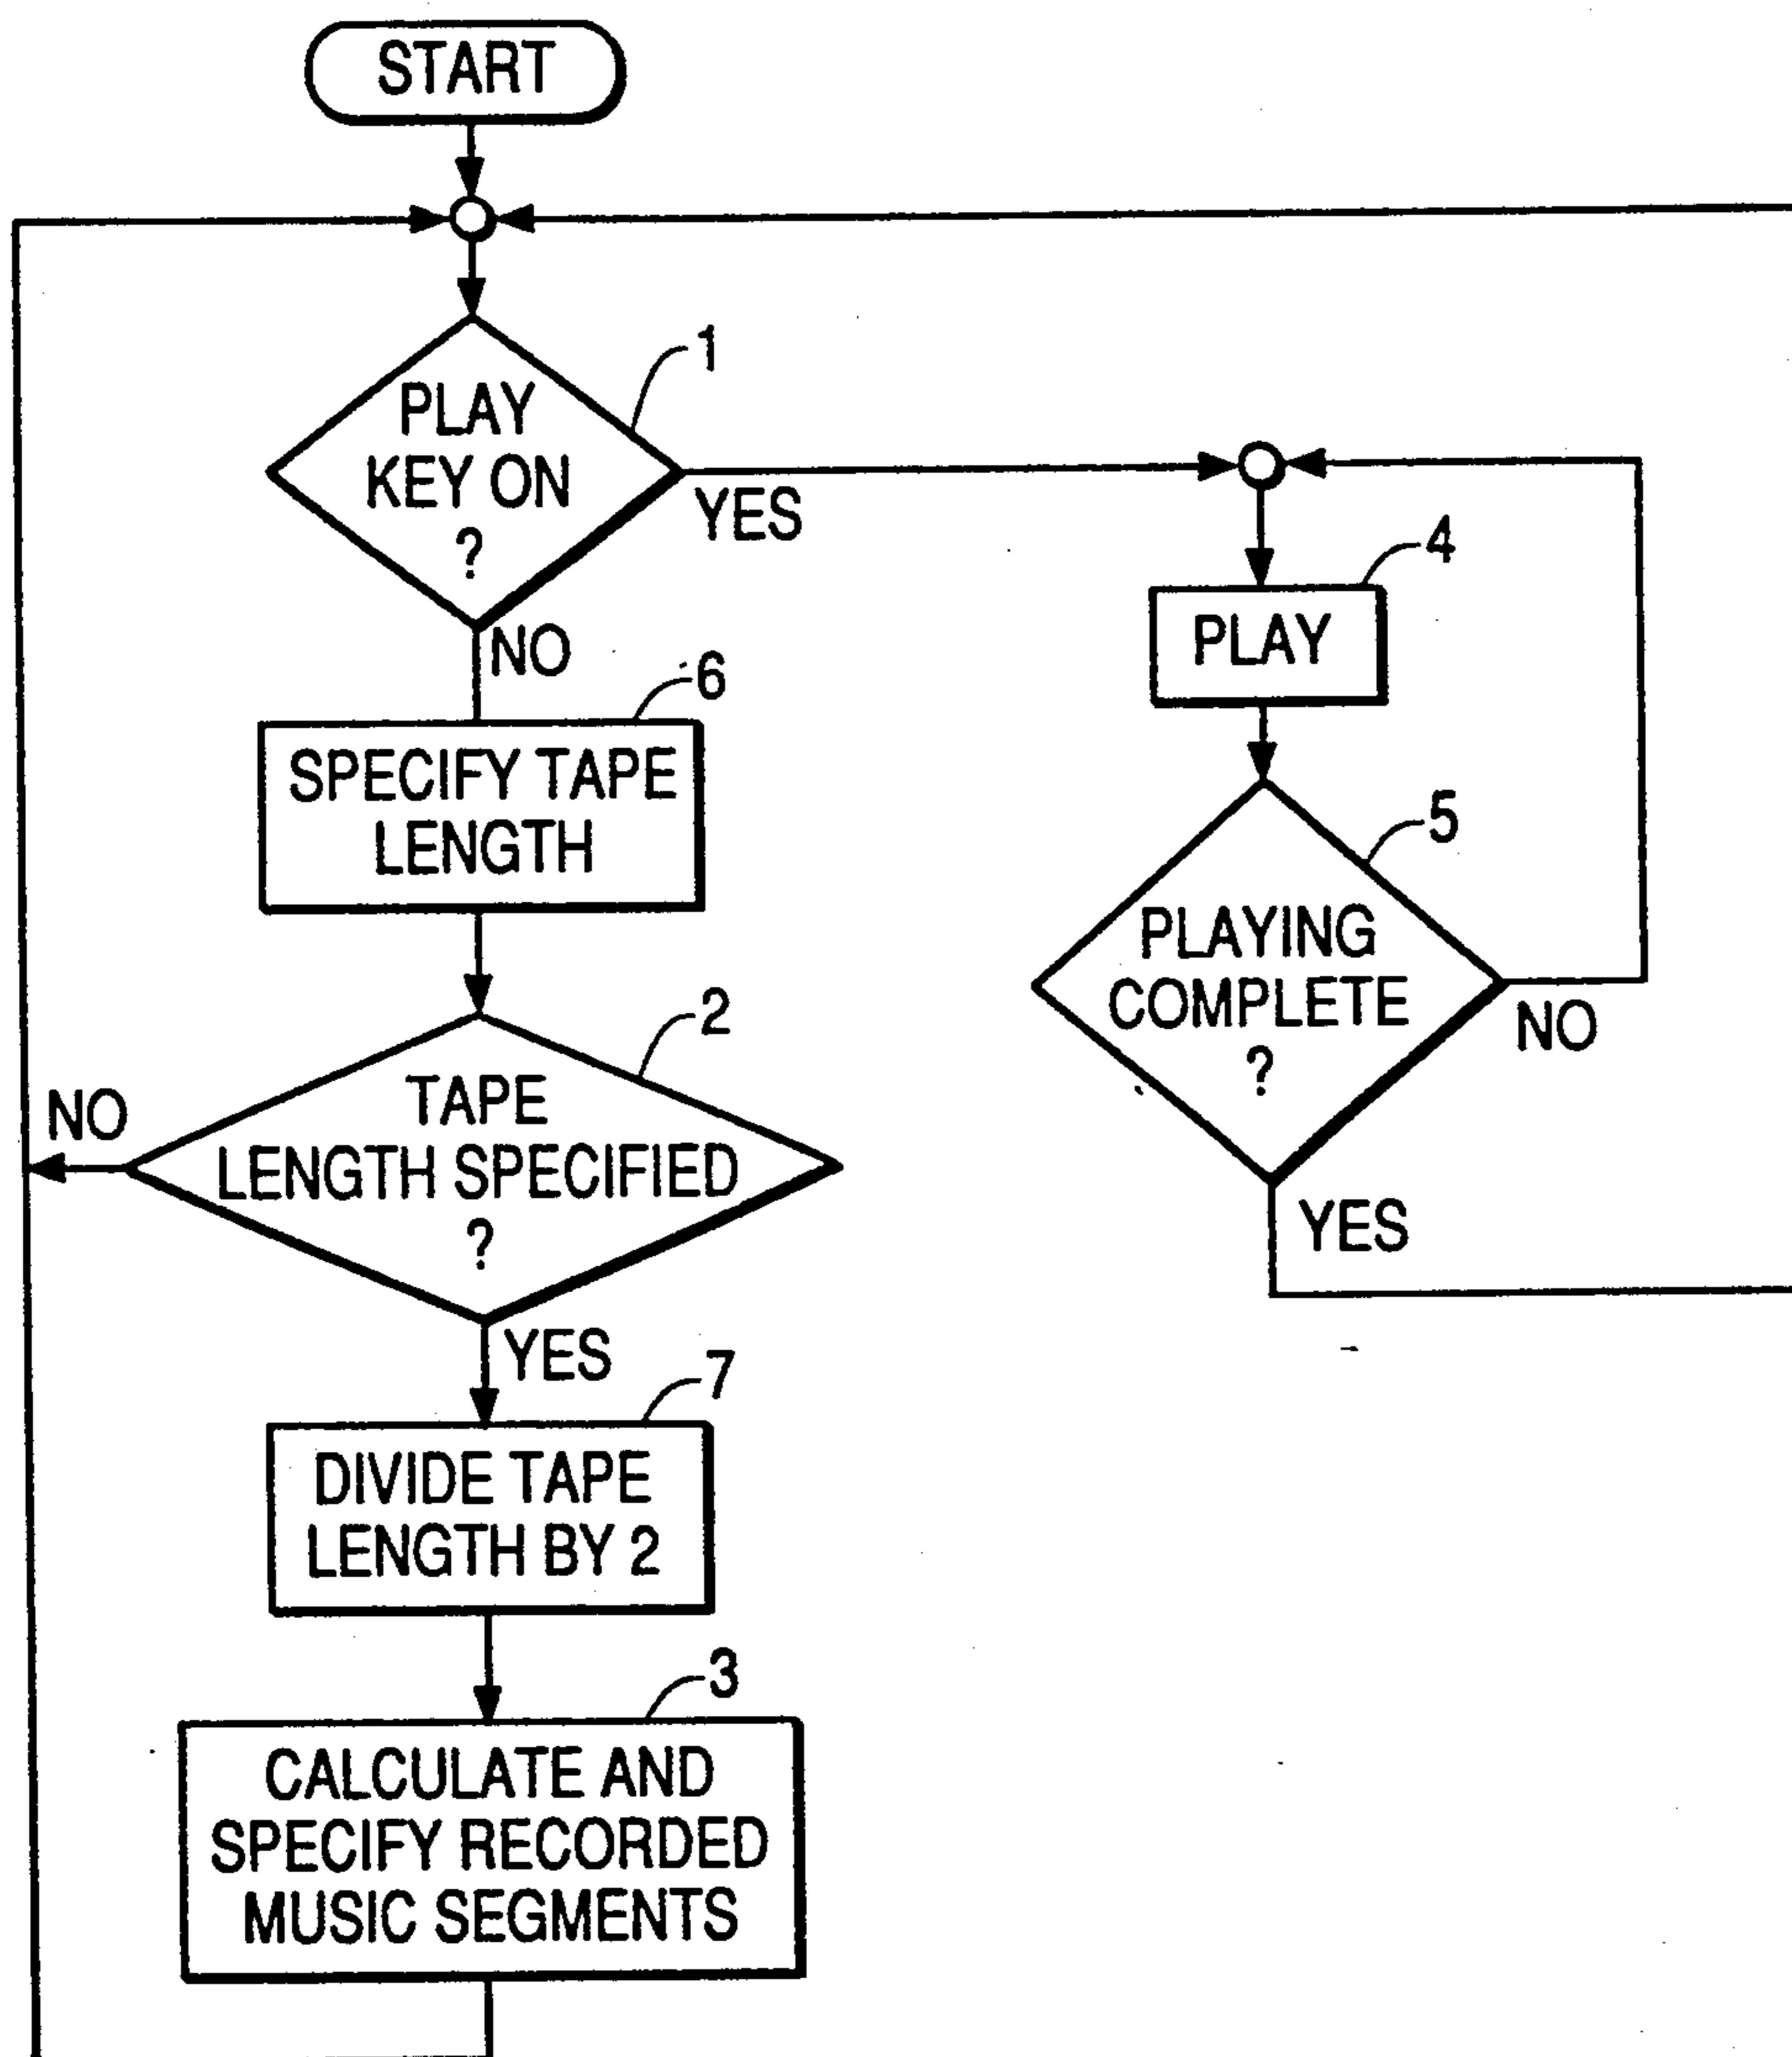 START
1
PLAY
KEY ON
?
YES
NO
6
SPECIFY TAPE
LENGTH
2
TAPE
LENGTH SPECIFIED
?
NO
YES
7
DIVIDE TAPE
LENGTH BY 2
3
CALCULATE AND
SPECIFY RECORDED
MUSIC SEGMENTS
4
PLAY
5
PLAYING
COMPLETE
?
NO
YES